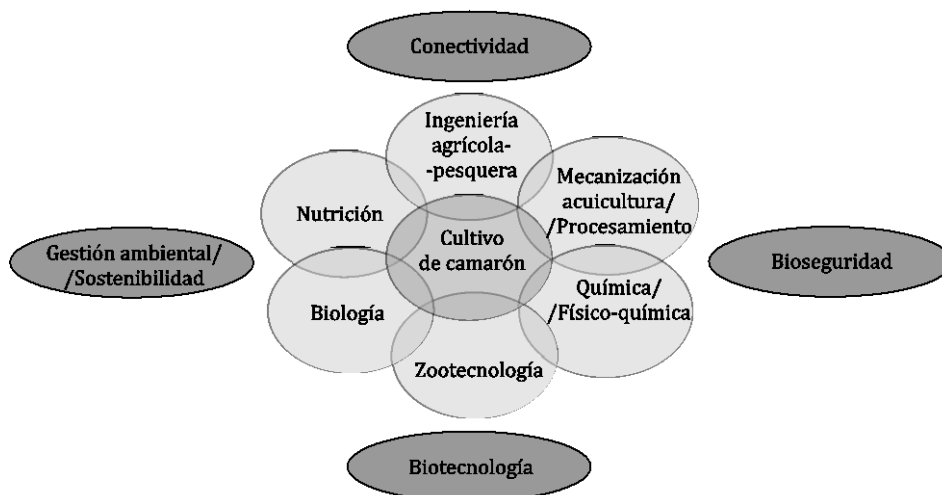 Conectividad
Ingeniería
agrícola-
-pesquera
Mecanización
acuicultura/
/Procesamiento
Nutrición
Cultivo
de camarón
Gestión ambiental/
/Sostenibilidad
Bioseguridad
Química/
/Físico-química
Biología
Zootecnología
Biotecnología